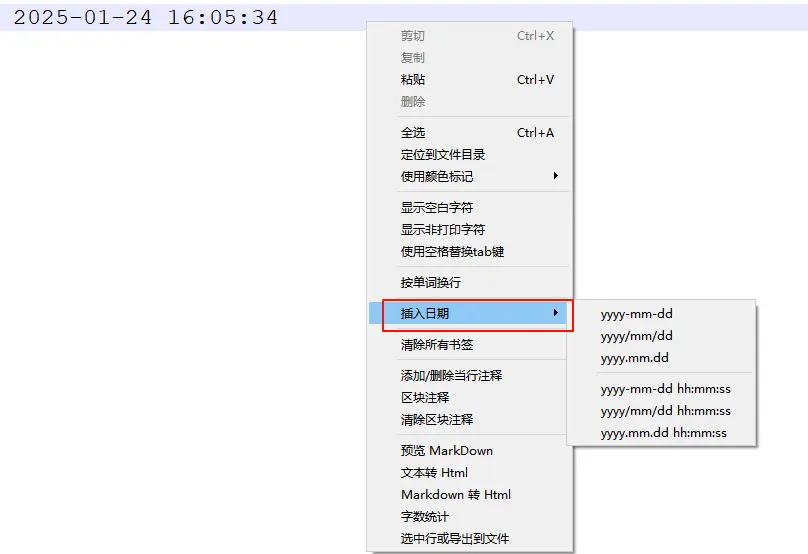 2025-01-24 16:05:34
剪切 Ctrl+X
复制
粘贴 Ctrl+V
删除
全选 Ctrl+A
定位到文件目录
使用颜色标记
显示空白字符
显示非打印字符
使用空格替换tab键
按单词换行
插入日期
yyyy-mm-dd
yyyy/mm/dd
yyyy.mm.dd
yyyy-mm-dd hh:mm:ss
yyyy/mm/dd hh:mm:ss
yyyy.mm.dd hh:mm:ss
清除所有书签
添加/删除当行注释
区块注释
清除区块注释
预览 MarkDown
文本转 Html
Markdown 转 Html
字数统计
选中行或导出到文件